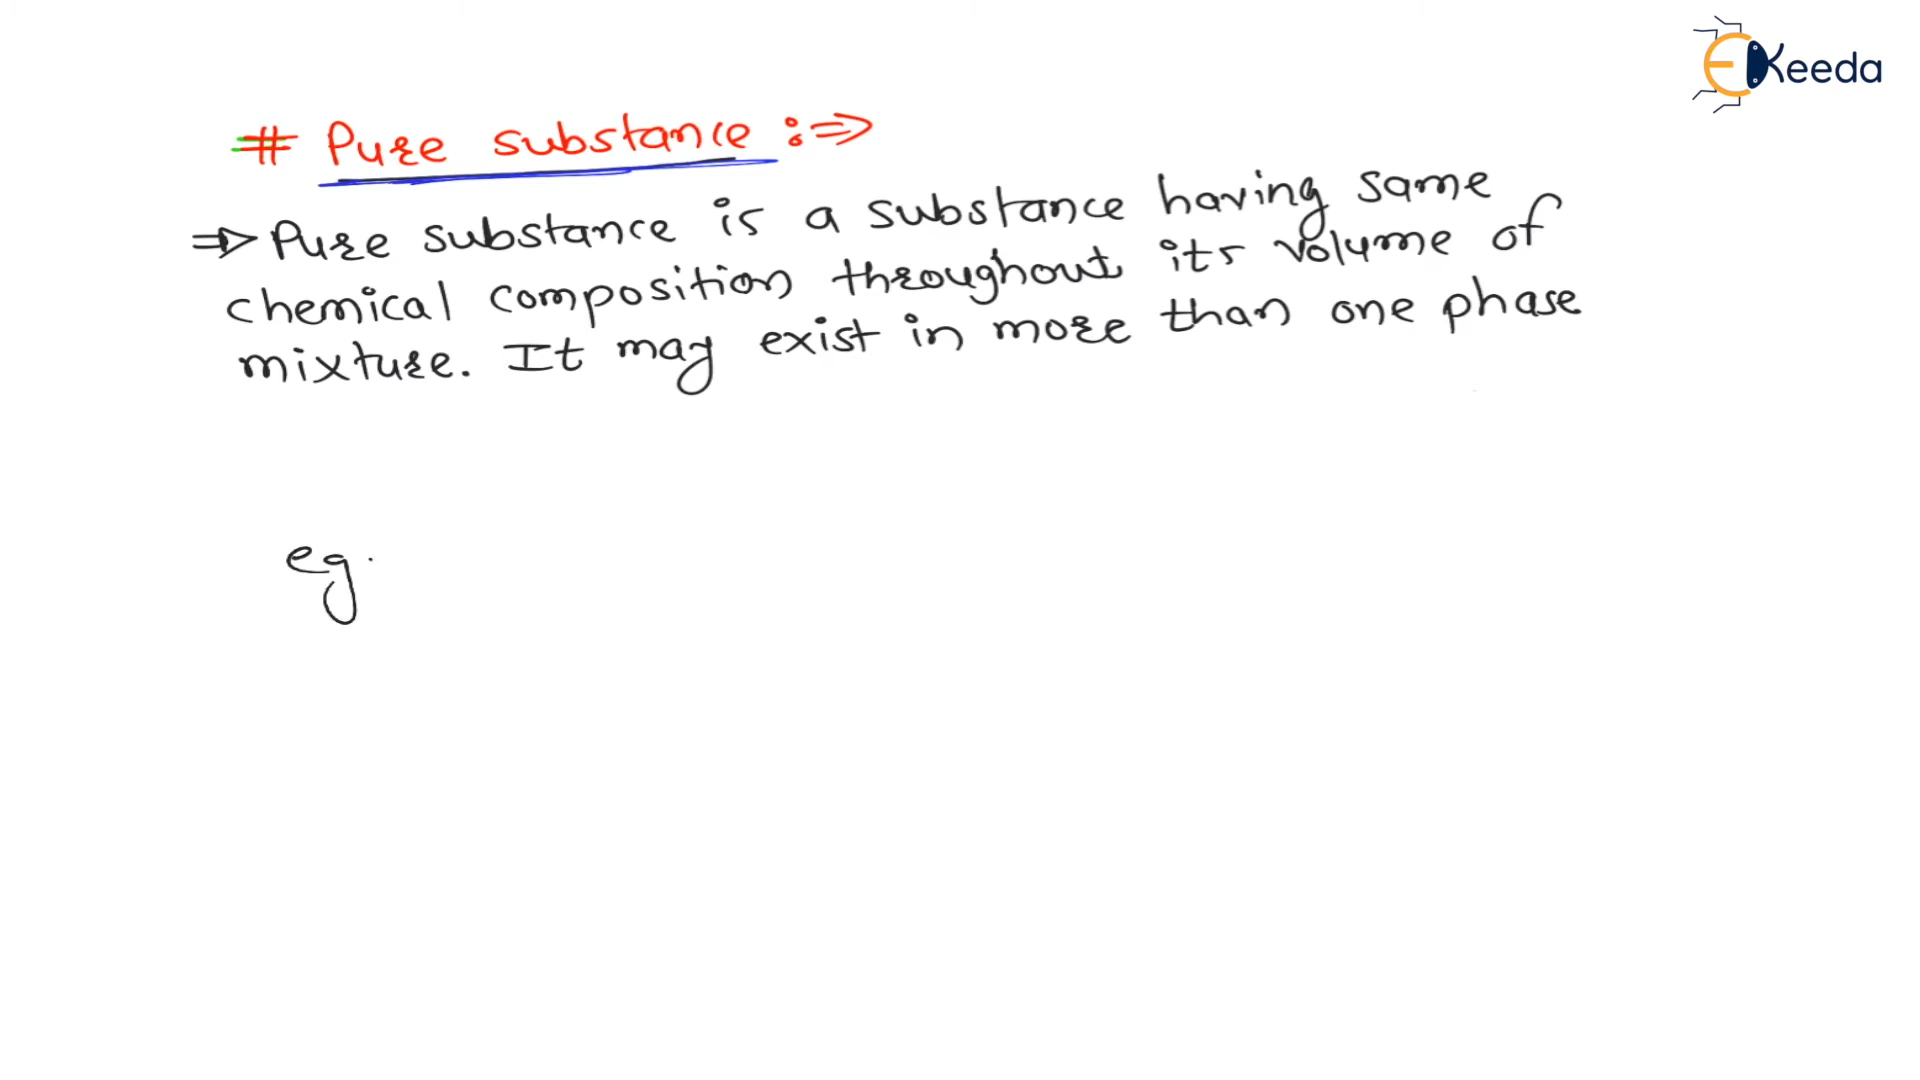 EKeeda
# Pure substance :⇒
⇒ Pure substance is a substance having same
chemical composition throughout its volume of
mixture. It may exist in more than one phase
eg.